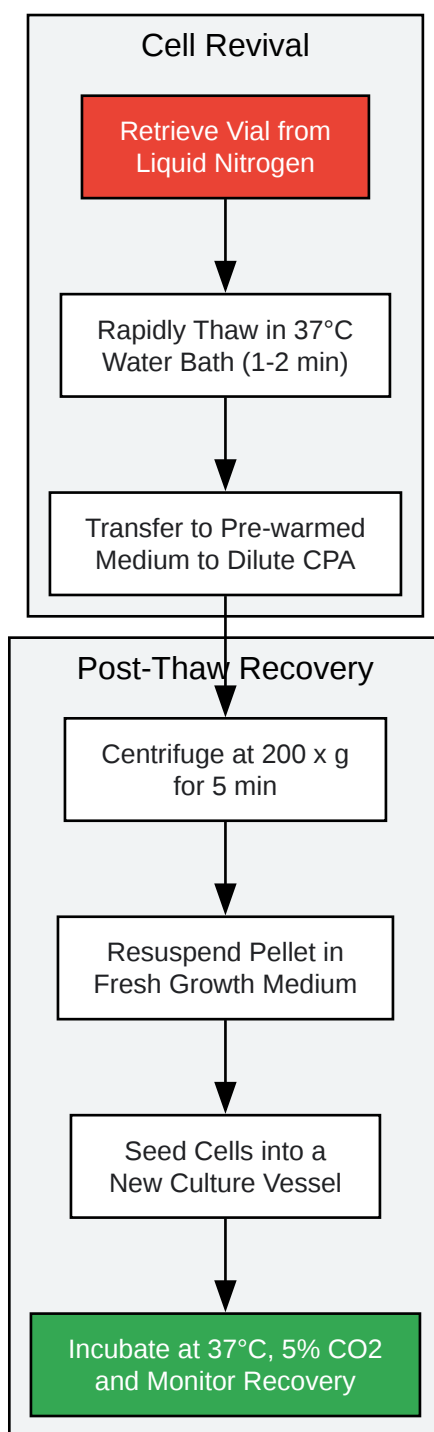 Cell Revival
Retrieve Vial from
Liquid Nitrogen
Rapidly Thaw in 37°C
Water Bath (1-2 min)
Transfer to Pre-warmed
Medium to Dilute CPA
Post-Thaw Recovery
Centrifuge at 200 x g
for 5 min
Resuspend Pellet in
Fresh Growth Medium
Seed Cells into a
New Culture Vessel
Incubate at 37°C, 5% CO2
and Monitor Recovery